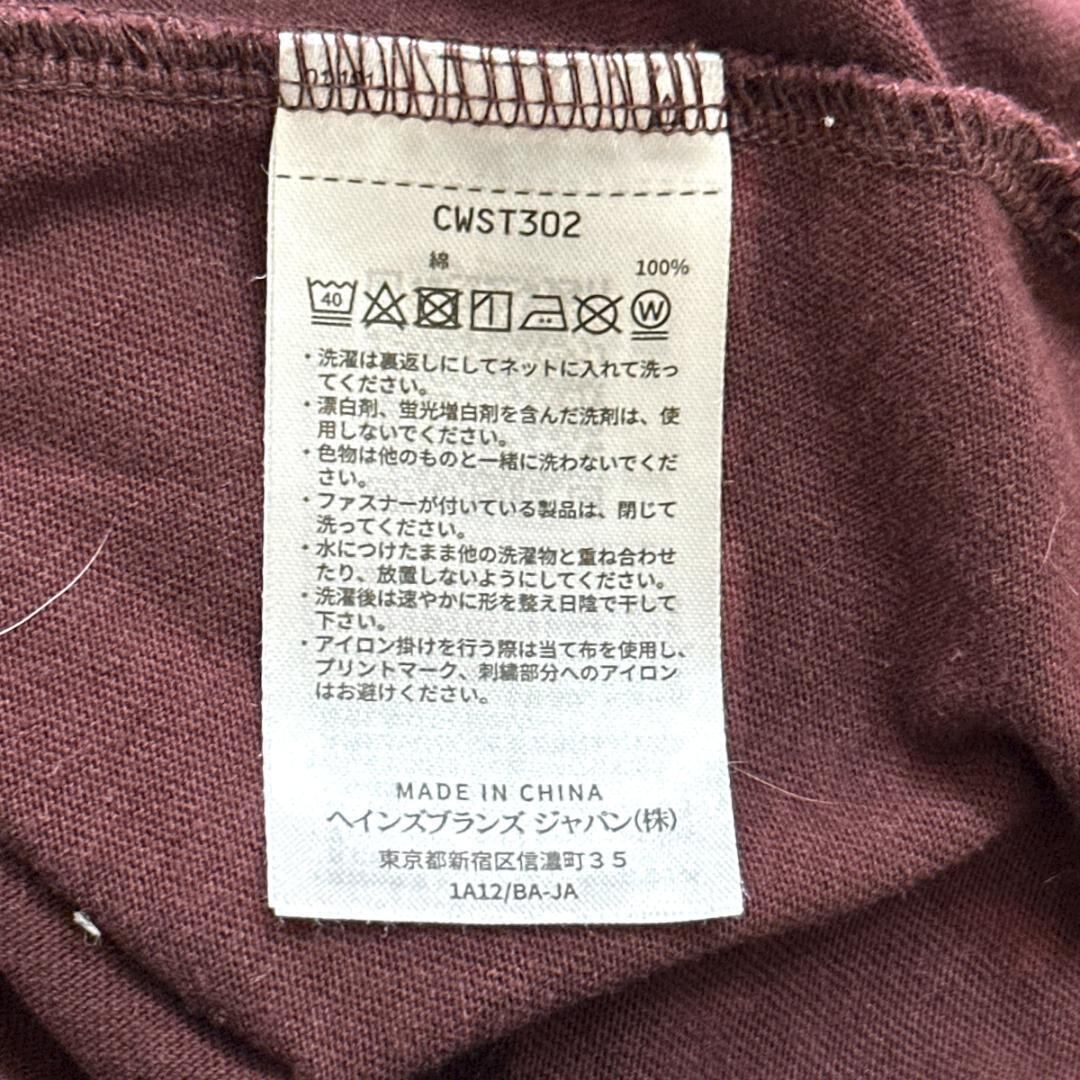 CWST302
綿 100%
40
W
・洗濯は裏返しにしてネットに入れて洗っ
てください。
・漂白剤、蛍光増白剤を含んだ洗剤は、使
用しないでください。
・色物は他のものと一緒に洗わないでくだ
さい。
・ファスナーが付いている製品は、閉じて
洗ってください。
・水につけたまま他の洗濯物と重ね合わせ
たり、放置しないようにしてください。
・洗濯後は速やかに形を整え日陰で干して
下さい。
・アイロン掛けを行う際は当て布を使用し、
プリントマーク、刺繍部分へのアイロン
はお避けください。
MADE IN CHINA
ヘインズブランズ ジャパン(株)
東京都新宿区信濃町３５
1A12/BA-JA